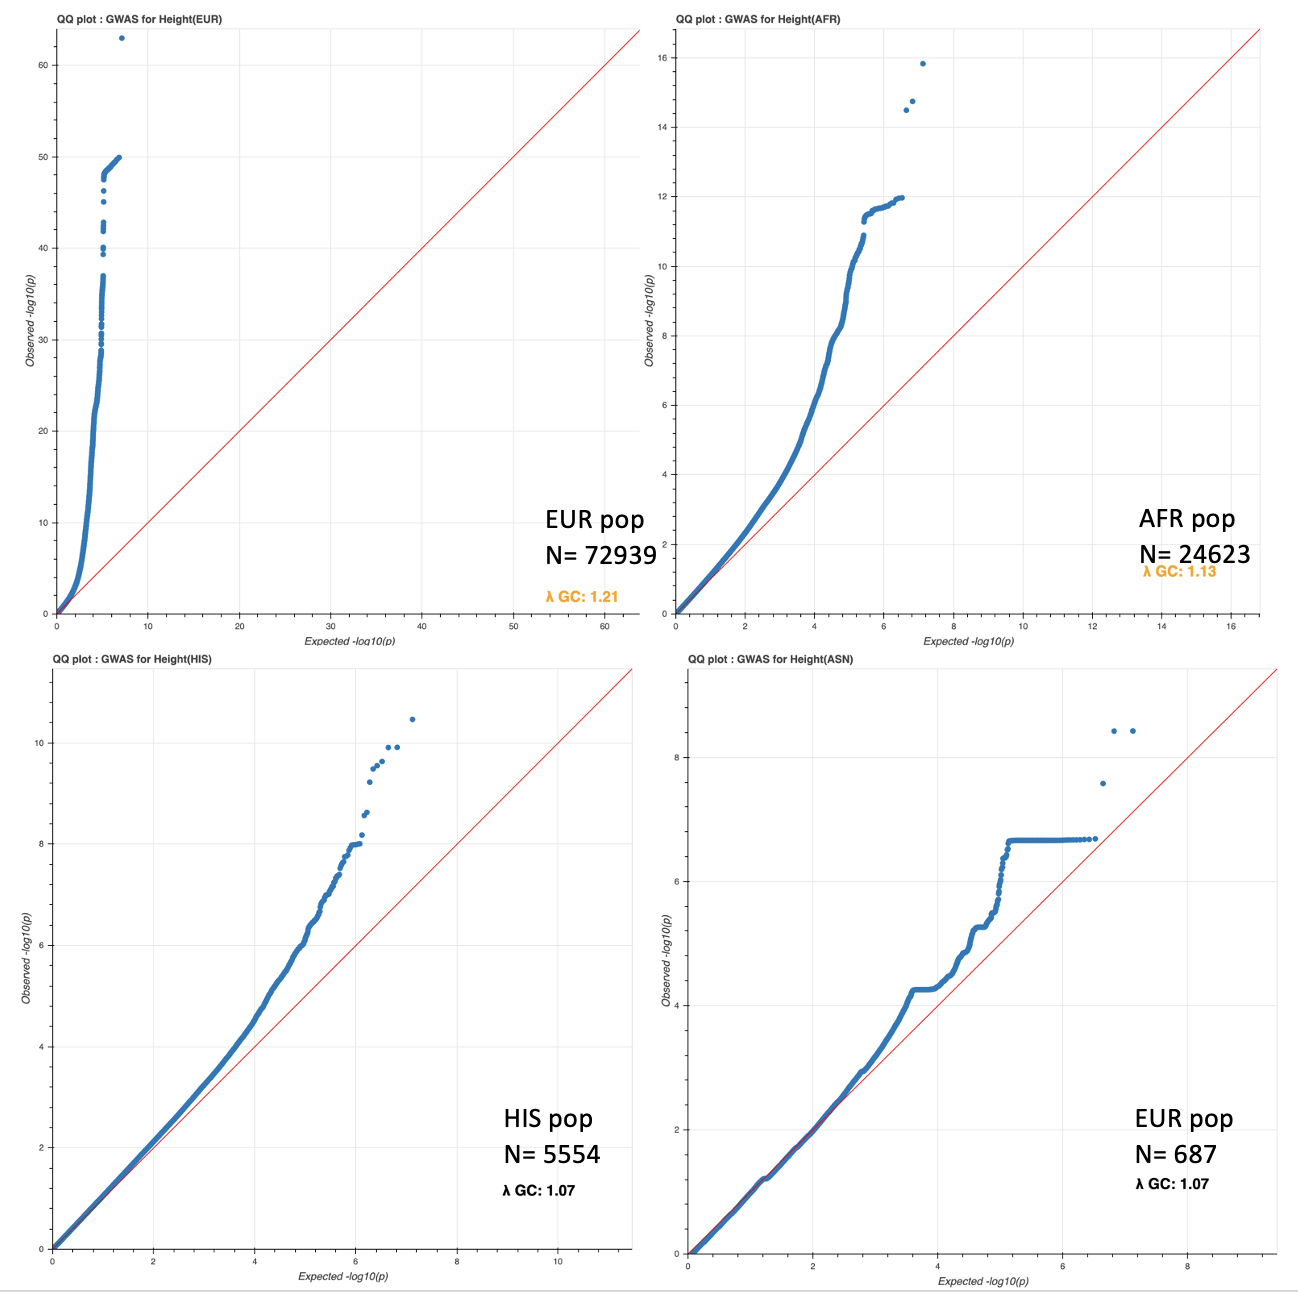 QQ plot : GWAS for Height(EUR)
Observed -log10(p)
60
50
40
30
20
10
0
EUR pop
N= 72939
λ GC: 1.21
0 10 20 30 40 50 60
Expected -log10(p)
QQ plot : GWAS for Height(AFR)
Observed -log10(p)
16
14
12
10
8
6
4
2
0
AFR pop
N= 24623
λ GC: 1.13
0 2 4 6 8 10 12 14 16
Expected -log10(p)
QQ plot : GWAS for Height(HIS)
Observed -log10(p)
10
8
6
4
2
0
HIS pop
N= 5554
λ GC: 1.07
0 2 4 6 8 10
Expected -log10(p)
QQ plot : GWAS for Height(ASN)
Observed -log10(p)
8
6
4
2
0
EUR pop
N= 687
λ GC: 1.07
0 2 4 6 8
Expected -log10(p)